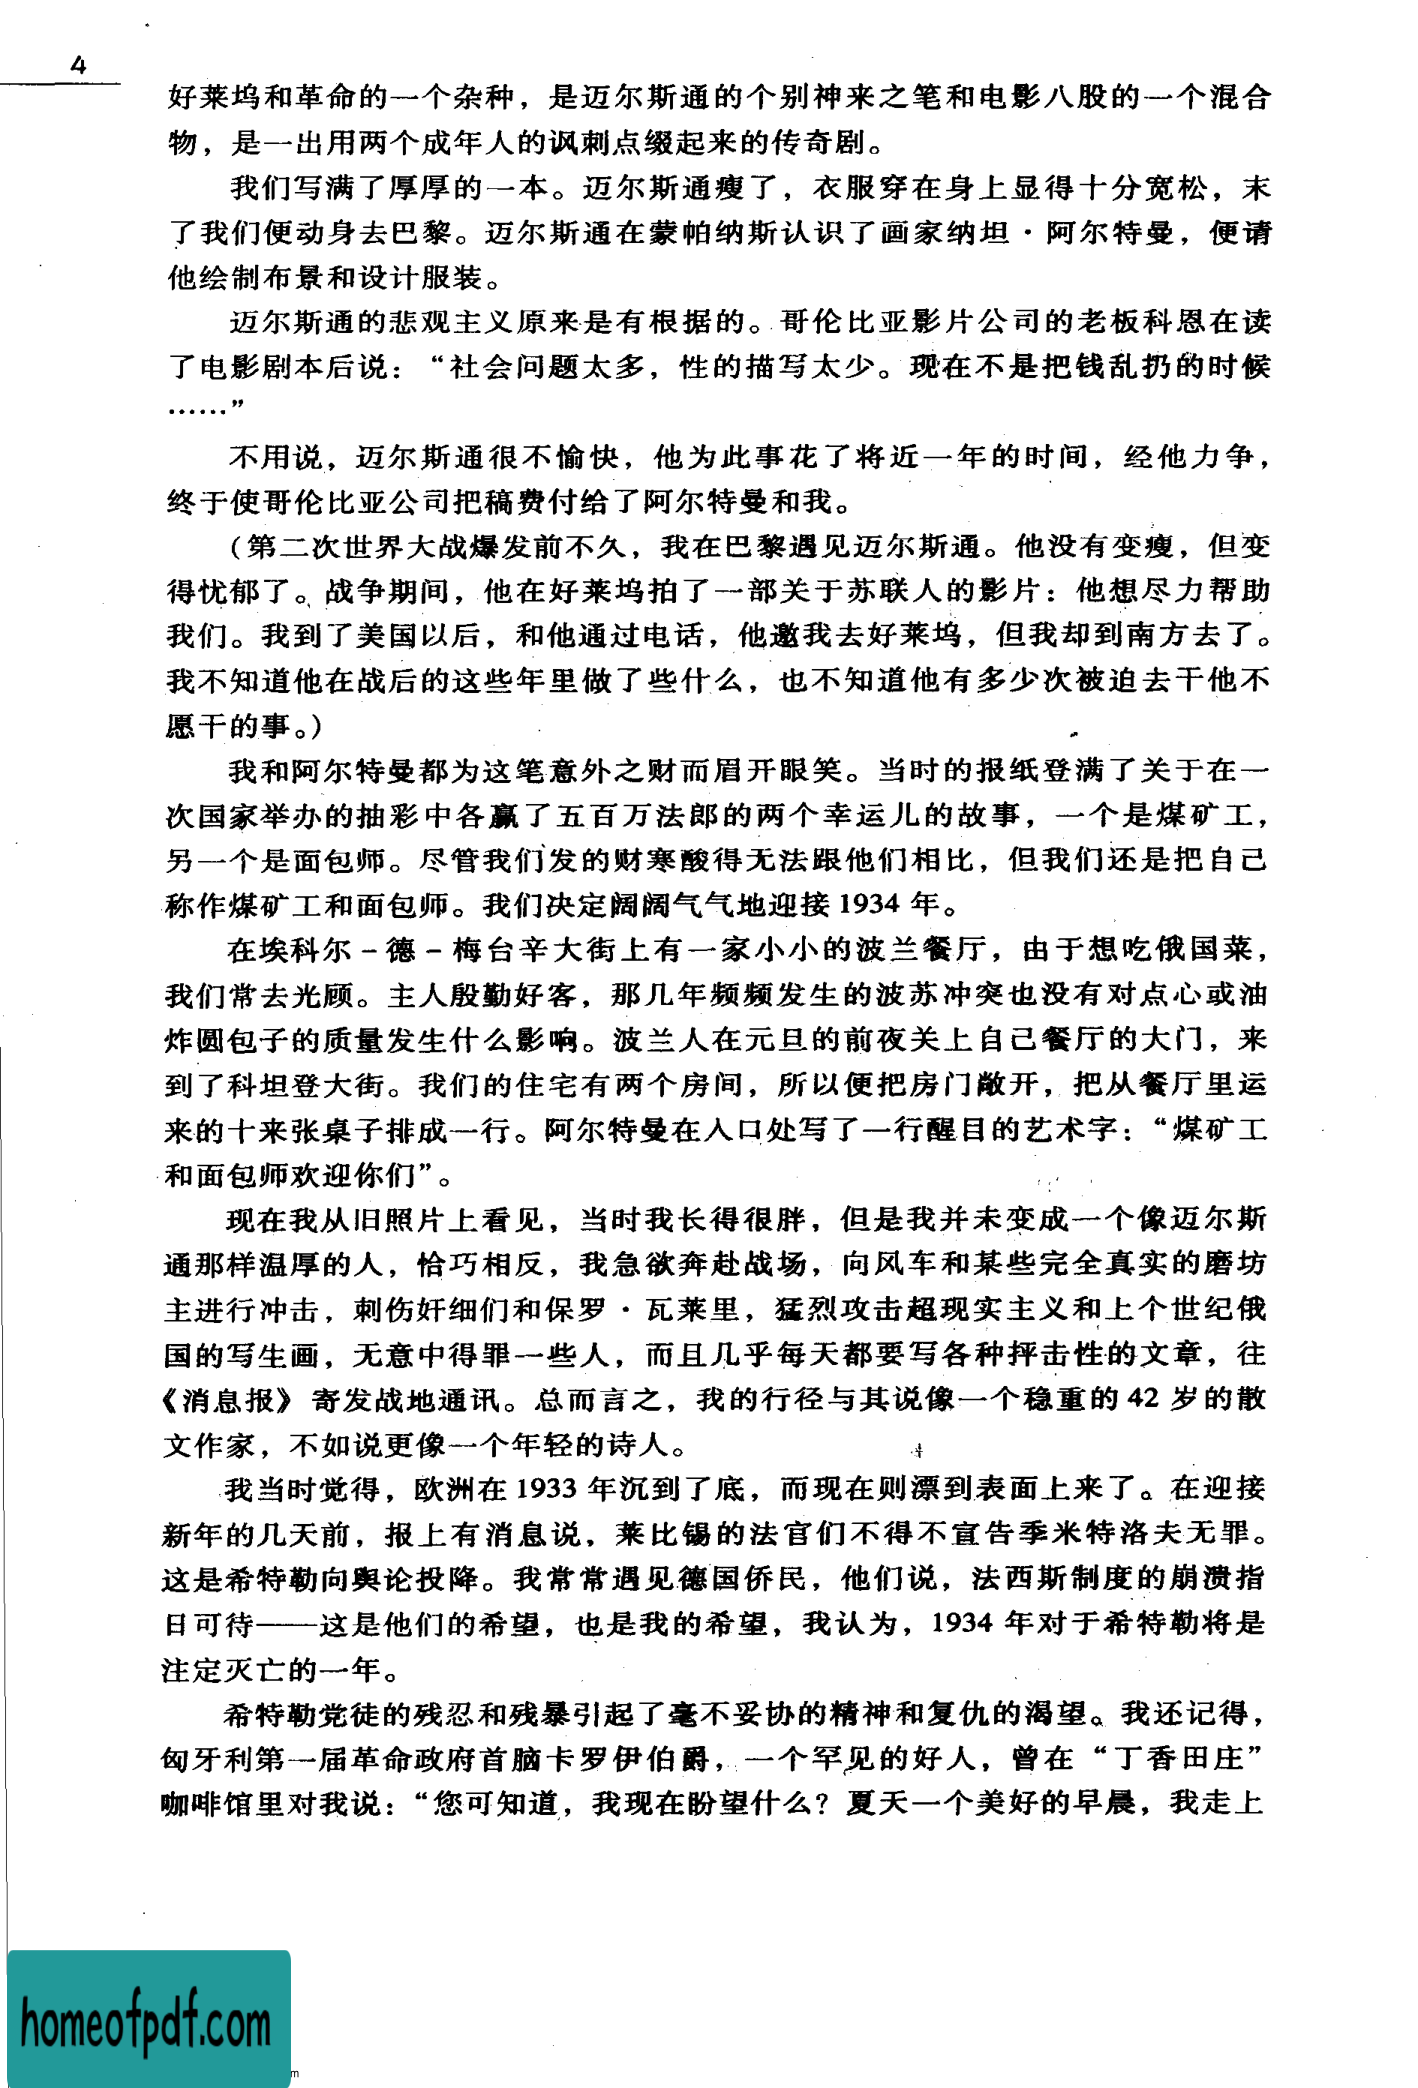 4
好莱坞和革命的一个杂种，是迈尔斯通的个别神来之笔和电影八股的一个混合
物，是一出用两个成年人的讽刺点缀起来的传奇剧。
我们写满了厚厚的一本。迈尔斯通瘦了，衣服穿在身上显得十分宽松，末
了我们便动身去巴黎。迈尔斯通在蒙帕纳斯认识了画家纳坦·阿尔特曼，便请
他绘制布景和设计服装。
迈尔斯通的悲观主义原来是有根据的。哥伦比亚影片公司的老板科恩在读
了电影剧本后说：“社会问题太多，性的描写太少。现在不是把钱乱扔的时候
……”
不用说，迈尔斯通很不愉快，他为此事花了将近一年的时间，经他力争，
终于使哥伦比亚公司把稿费付给了阿尔特曼和我。
(第二次世界大战爆发前不久，我在巴黎遇见迈尔斯通。他没有变瘦，但变
得忧郁了。战争期间，他在好莱坞拍了一部关于苏联人的影片：他想尽力帮助
我们。我到了美国以后，和他通过电话，他邀我去好莱坞，但我却到南方去了。
我不知道他在战后的这些年里做了些什么，也不知道他有多少次被迫去干他不
愿干的事。)
我和阿尔特曼都为这笔意外之财而眉开眼笑。当时的报纸登满了关于在一
次国家举办的抽彩中各赢了五百万法郎的两个幸运儿的故事，一个是煤矿工，
另一个是面包师。尽管我们发的财寒酸得无法跟他们相比，但我们还是把自己
称作煤矿工和面包师。我们决定阔阔气气地迎接 1934 年。
在埃科尔－德－梅台辛大街上有一家小小的波兰餐厅，由于想吃俄国菜，
我们常去光顾。主人殷勤好客，那几年频频发生的波苏冲突也没有对点心或油
炸圆包子的质量发生什么影响。波兰人在元旦的前夜关上自己餐厅的大门，来
到了科坦登大街。我们的住宅有两个房间，所以便把房门敞开，把从餐厅里运
来的十来张桌子排成一行。阿尔特曼在入口处写了一行醒目的艺术字：“煤矿工
和面包师欢迎你们”。
现在我从旧照片上看见，当时我长得很胖，但是我并未变成一个像迈尔斯
通那样温厚的人，恰巧相反，我急欲奔赴战场，向风车和某些完全真实的磨坊
主进行冲击，刺伤奸细们和保罗·瓦莱里，猛烈攻击超现实主义和上个世纪俄
国的写生画，无意中得罪一些人，而且几乎每天都要写各种抨击性的文章，往
《消息报》寄发战地通讯。总而言之，我的行径与其说像一个稳重的 42 岁的散
文作家，不如说更像一个年轻的诗人。
我当时觉得，欧洲在 1933 年沉到了底，而现在则漂到表面上来了。在迎接
新年的几天前，报上有消息说，莱比锡的法官们不得不宣告季米特洛夫无罪。
这是希特勒向舆论投降。我常常遇见德国侨民，他们说，法西斯制度的崩溃指
日可待——这是他们的希望，也是我的希望，我认为，1934 年对于希特勒将是
注定灭亡的一年。
希特勒党徒的残忍和残暴引起了毫不妥协的精神和复仇的渴望。我还记得，
匈牙利第一届革命政府首脑卡罗伊伯爵，一个罕见的好人，曾在“丁香田庄”
咖啡馆里对我说：“您可知道，我现在盼望什么？夏天一个美好的早晨，我走上
homeofpdf.com
m